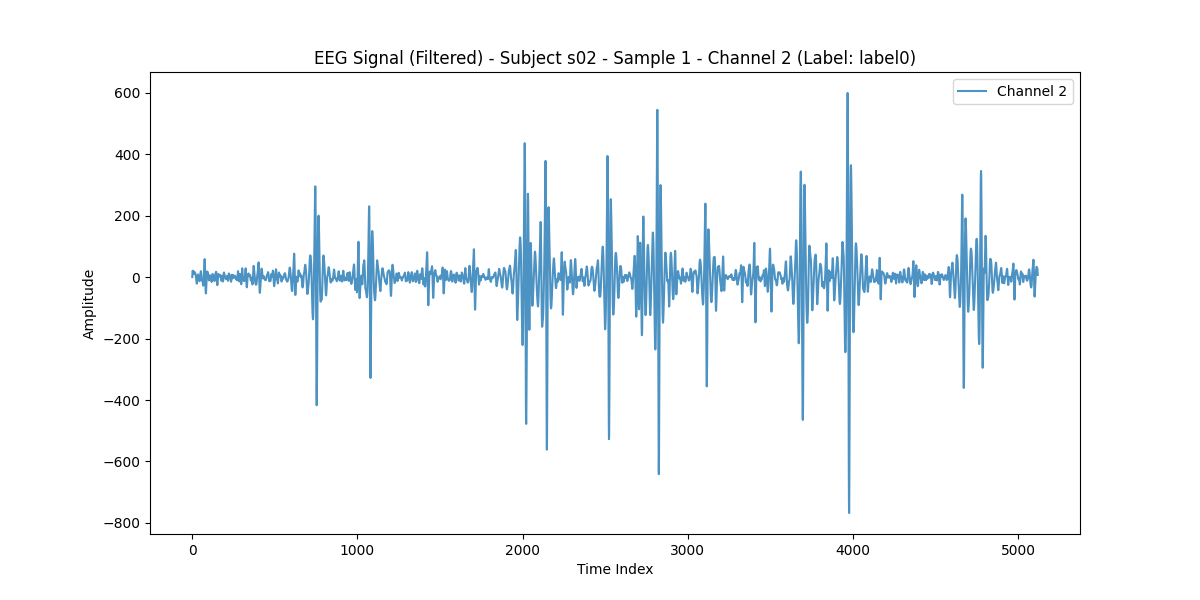 EEG Signal (Filtered) - Subject s02 - Sample 1 - Channel 2 (Label: label0)
Channel 2
600
400
200
0
−200
−400
−600
−800
Amplitude
0 1000 2000 3000 4000 5000
Time Index